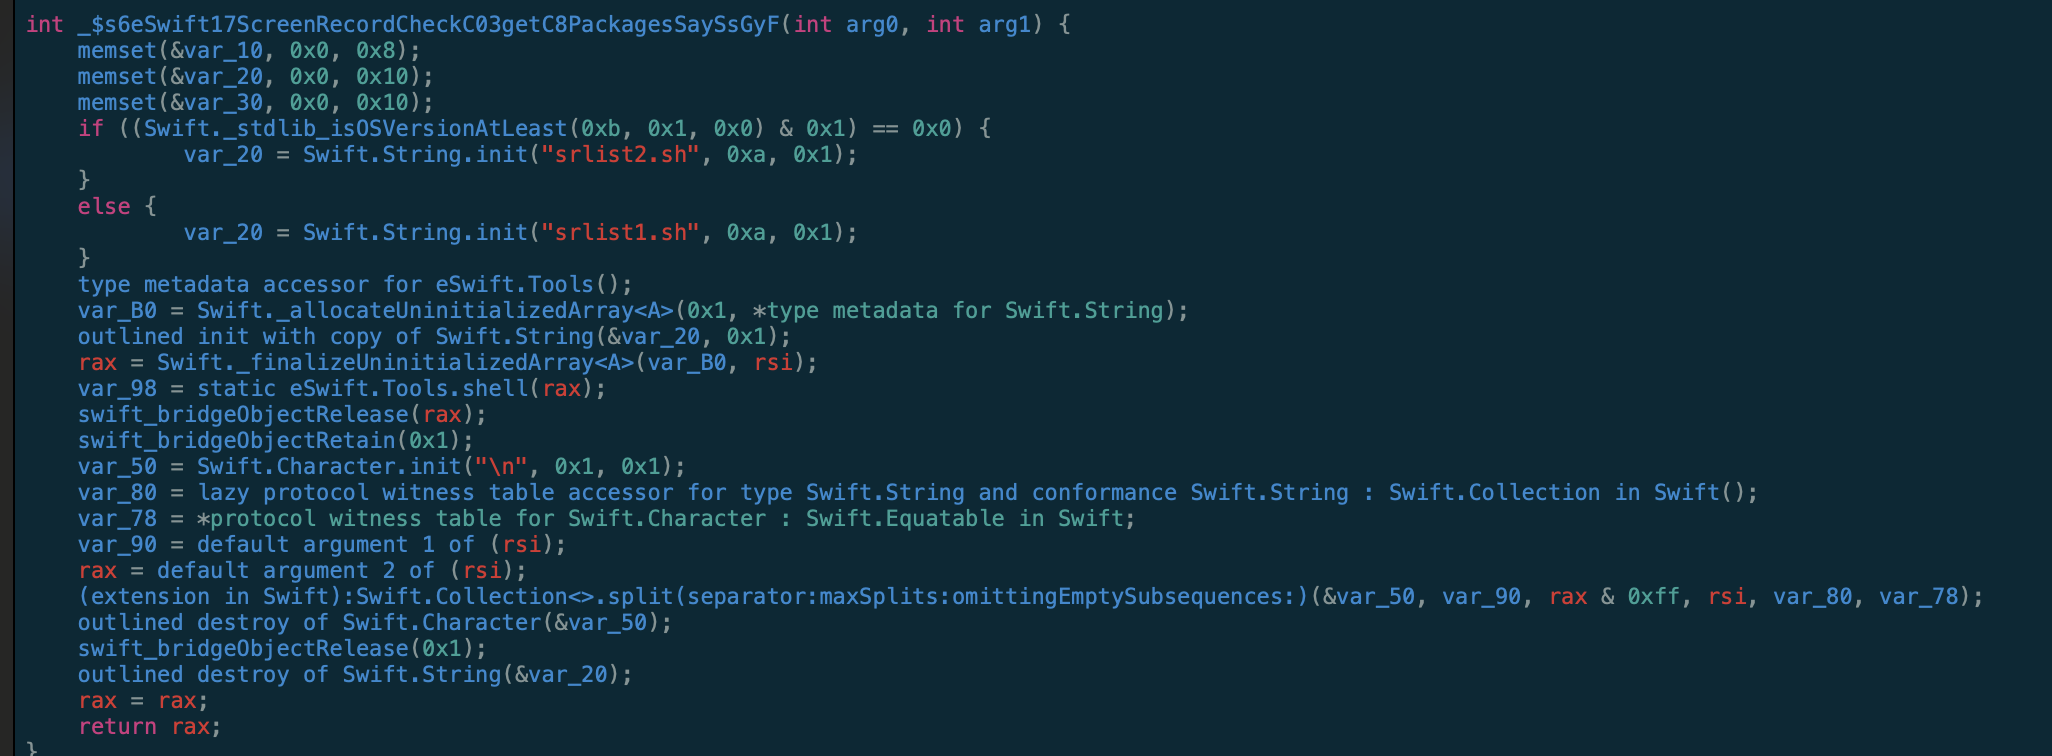 int _$s6eSwift17ScreenRecordCheckC03getC8PackagesSaySsGyF(int arg0, int arg1) {
memset(&var_10, 0x0, 0x8);
memset(&var_20, 0x0, 0x10);
memset(&var_30, 0x0, 0x10);
if ((Swift._stdlib_isOSVersionAtLeast(0xb, 0x1, 0x0) & 0x1) == 0x0) {
var_20 = Swift.String.init("srlist2.sh", 0xa, 0x1);
}
else {
var_20 = Swift.String.init("srlist1.sh", 0xa, 0x1);
}
type metadata accessor for eSwift.Tools();
var_B0 = Swift._allocateUninitializedArray<A>(0x1, *type metadata for Swift.String);
outlined init with copy of Swift.String(&var_20, 0x1);
rax = Swift._finalizeUninitializedArray<A>(var_B0, rsi);
var_98 = static eSwift.Tools.shell(rax);
swift_bridgeObjectRelease(rax);
swift_bridgeObjectRetain(0x1);
var_50 = Swift.Character.init("\n", 0x1, 0x1);
var_80 = lazy protocol witness table accessor for type Swift.String and conformance Swift.String : Swift.Collection in Swift();
var_78 = *protocol witness table for Swift.Character : Swift.Equatable in Swift;
var_90 = default argument 1 of (rsi);
rax = default argument 2 of (rsi);
(extension in Swift):Swift.Collection<>.split(separator:maxSplits:omittingEmptySubsequences:)(&var_50, var_90, rax & 0xff, rsi, var_80, var_78);
outlined destroy of Swift.Character(&var_50);
swift_bridgeObjectRelease(0x1);
outlined destroy of Swift.String(&var_20);
rax = rax;
return rax;
}